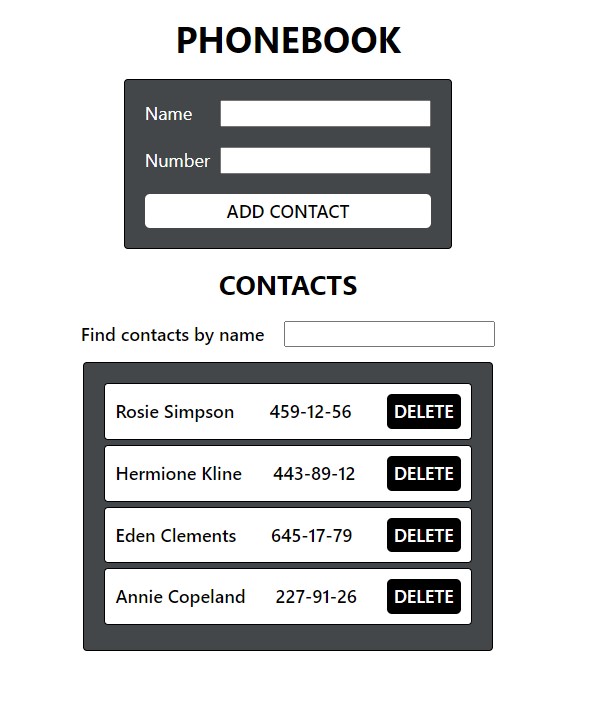 PHONEBOOK
Name
Number
ADD CONTACT
CONTACTS
Find contacts by name
Rosie Simpson 459-12-56 DELETE
Hermione Kline 443-89-12 DELETE
Eden Clements 645-17-79 DELETE
Annie Copeland 227-91-26 DELETE